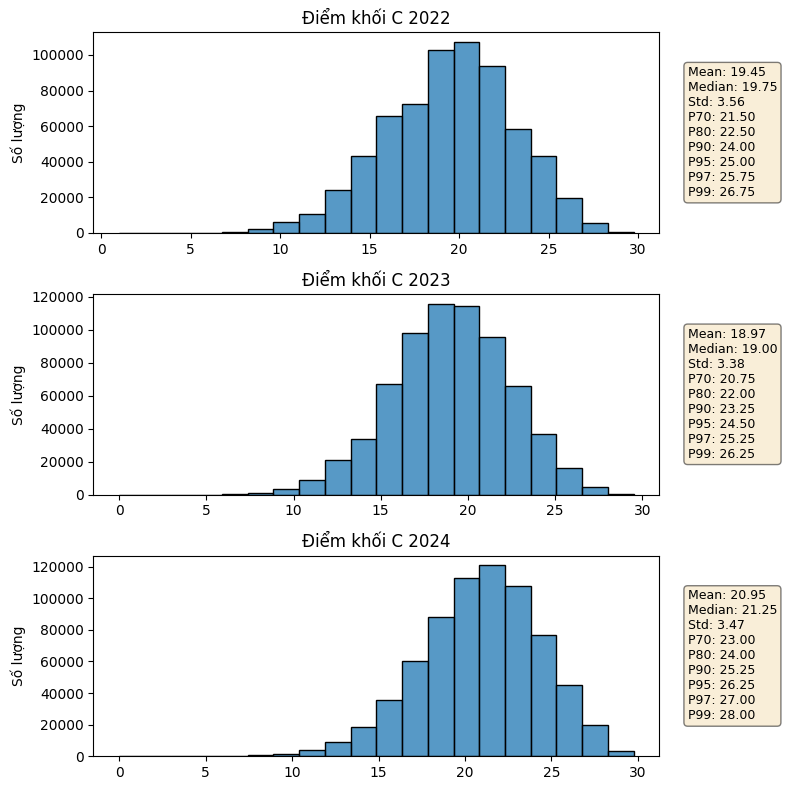 Điểm khối C 2022
100000
80000
60000
40000
20000
0
Số lượng
0 5 10 15 20 25 30
Mean: 19.45
Median: 19.75
Std: 3.56
P70: 21.50
P80: 22.50
P90: 24.00
P95: 25.00
P97: 25.75
P99: 26.75
Điểm khối C 2023
120000
100000
80000
60000
40000
20000
0
Số lượng
0 5 10 15 20 25 30
Mean: 18.97
Median: 19.00
Std: 3.38
P70: 20.75
P80: 22.00
P90: 23.25
P95: 24.50
P97: 25.25
P99: 26.25
Điểm khối C 2024
120000
100000
80000
60000
40000
20000
0
Số lượng
0 5 10 15 20 25 30
Mean: 20.95
Median: 21.25
Std: 3.47
P70: 23.00
P80: 24.00
P90: 25.25
P95: 26.25
P97: 27.00
P99: 28.00